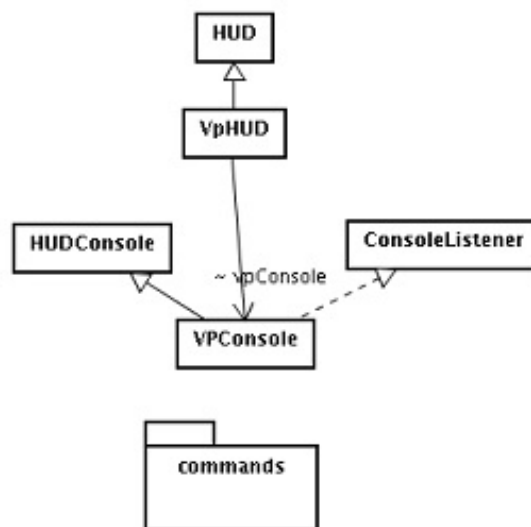 HUD
VpHUD
HUDConsole
ConsoleListener
~ vpConsole
VPConsole
commands